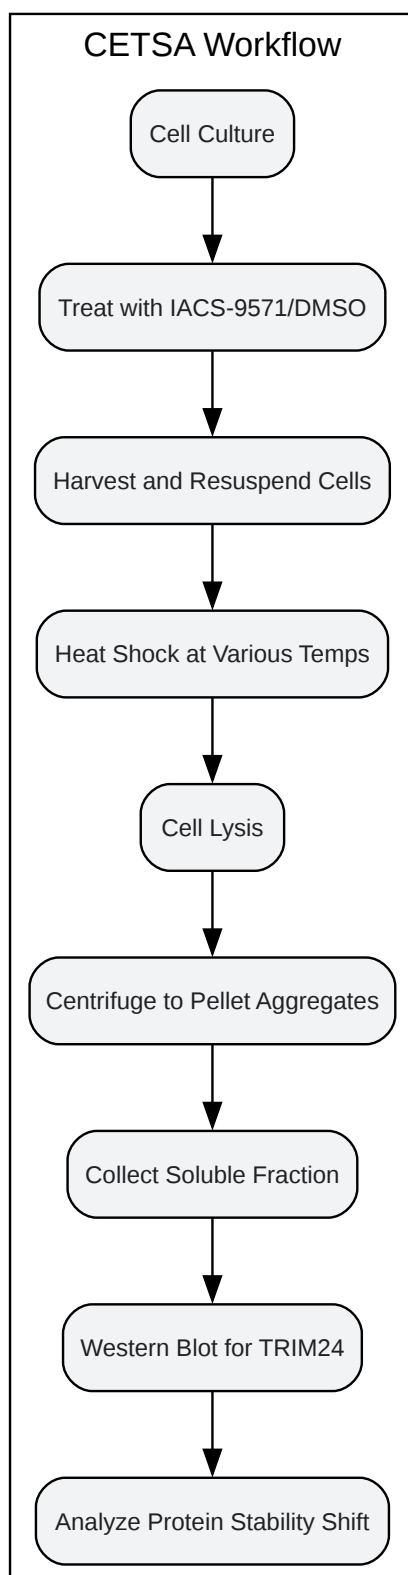 CETSA Workflow
Cell Culture
Treat with IACS-9571/DMSO
Harvest and Resuspend Cells
Heat Shock at Various Temps
Cell Lysis
Centrifuge to Pellet Aggregates
Collect Soluble Fraction
Western Blot for TRIM24
Analyze Protein Stability Shift